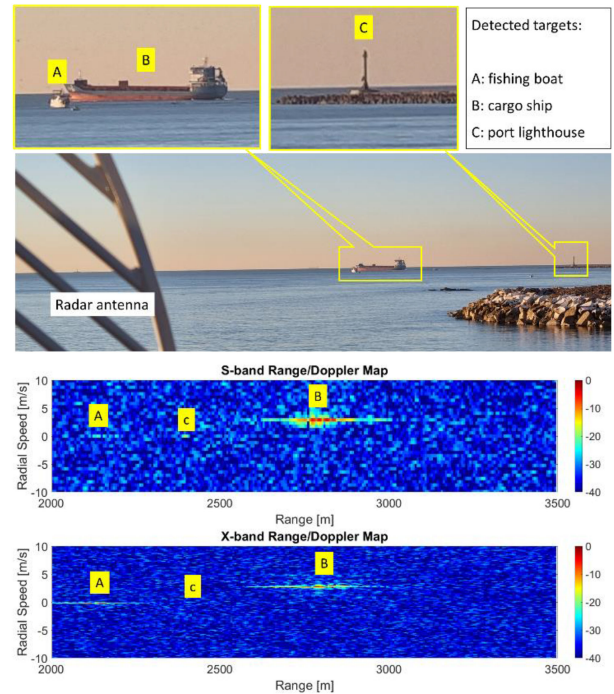 A
B
C
Detected targets:
A: fishing boat
B: cargo ship
C: port lighthouse
Radar antenna
S-band Range/Doppler Map
Radial Speed [m/s]
10
5
0
-5
-10
A
c
B
2000
2500
3000
3500
Range [m]
0
-10
-20
-30
-40
X-band Range/Doppler Map
Radial Speed [m/s]
10
5
0
-5
-10
A
c
B
2000
2500
3000
3500
Range [m]
0
-10
-20
-30
-40